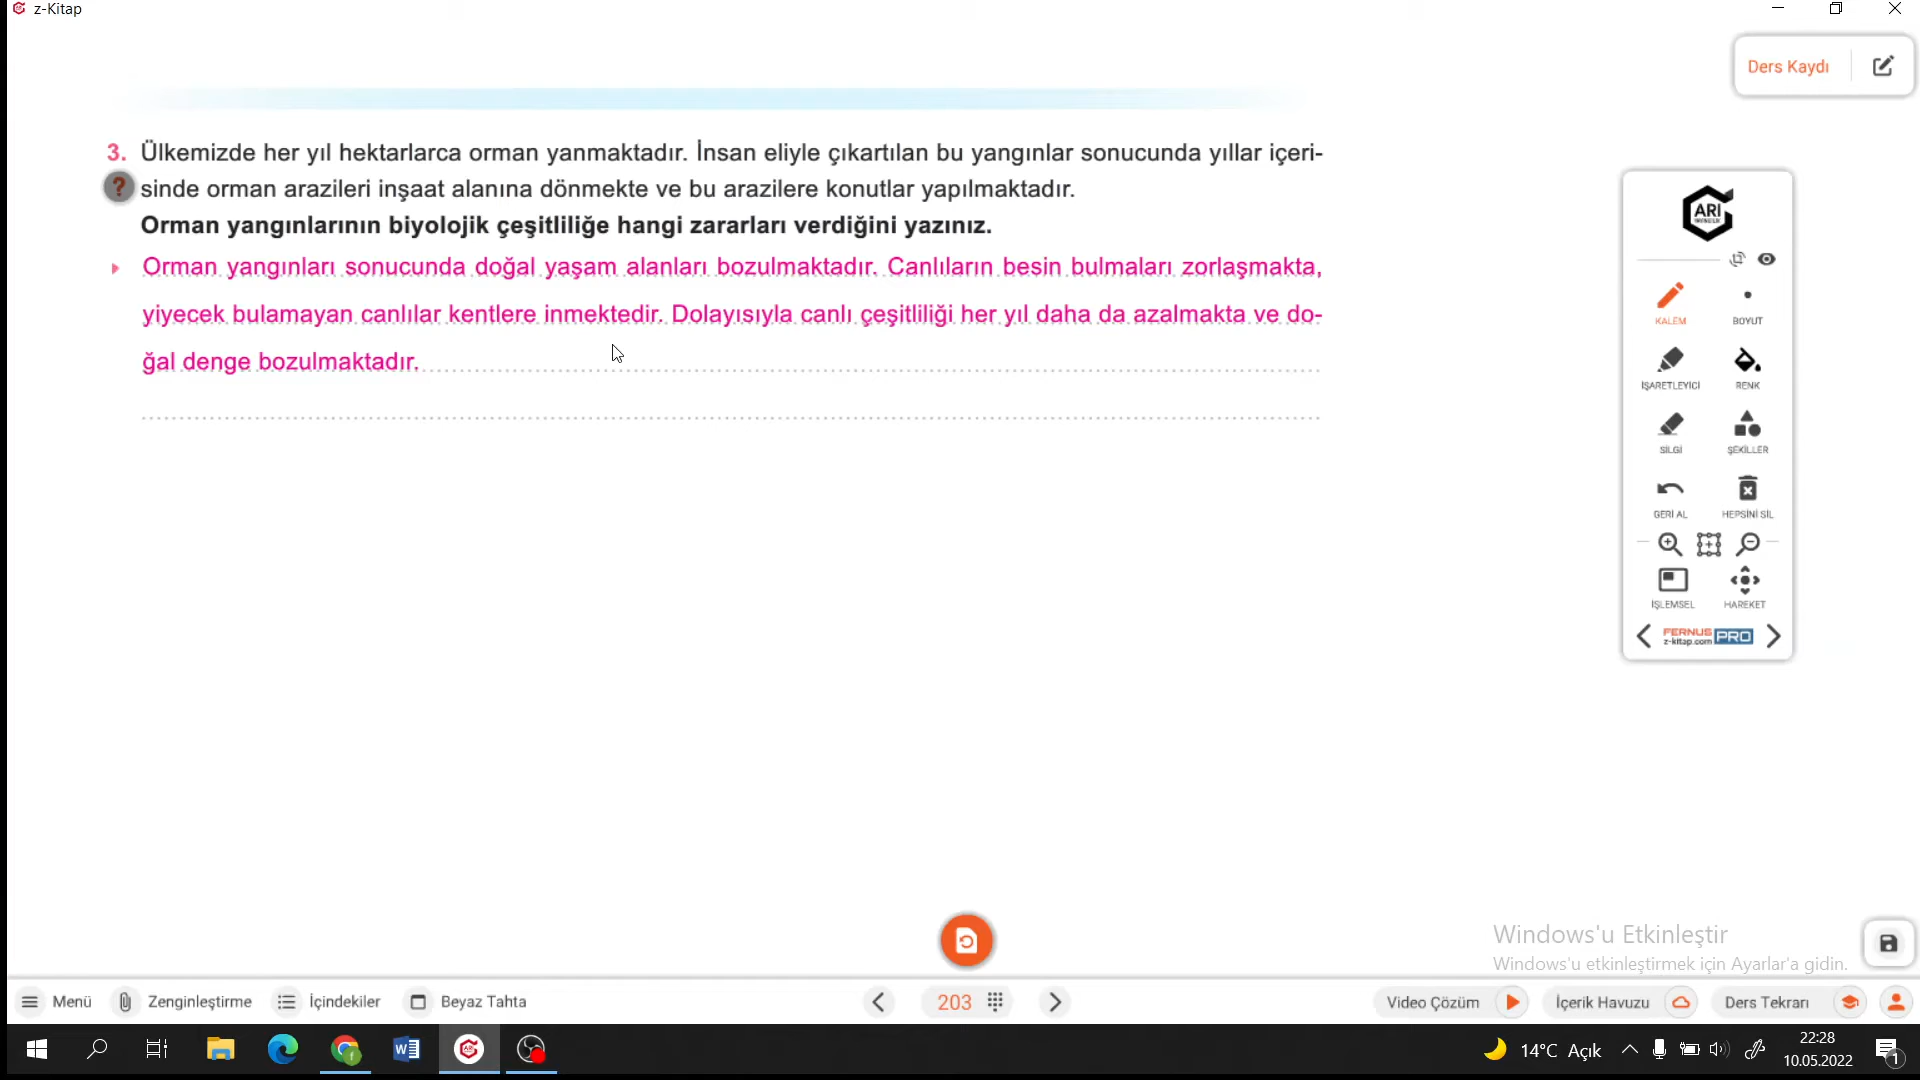 z-Kitap
Ders Kaydı
3. Ülkemizde her yıl hektarlarca orman yanmaktadır. İnsan eliyle çıkartılan bu yangınlar sonucunda yıllar içeri-
? sinde orman arazileri inşaat alanına dönmekte ve bu arazilere konutlar yapılmaktadır.
Orman yangınlarının biyolojik çeşitliliğe hangi zararları verdiğini yazınız.
Orman yangınları sonucunda doğal yaşam alanları bozulmaktadır. Canlıların besin bulmaları zorlaşmakta,
yiyecek bulamayan canlılar kentlere inmektedir. Dolayısıyla canlı çeşitliliği her yıl daha da azalmakta ve do-
ğal denge bozulmaktadır.
ARI
KALEM BOYUT
İŞARETLEYİCİ RENK
SİLGİ ŞEKİLLER
GERİ AL HEPSİNİ SİL
İŞLEMSEL HAREKET
FERNUS PRO
z-kitap.com
Windows'u Etkinleştir
Windows'u etkinleştirmek için Ayarlar'a gidin.
Menü Zenginleştirme İçindekiler Beyaz Tahta 203 Video Çözüm İçerik Havuzu Ders Tekrarı
14°C Açık
22:28
10.05.2022
1